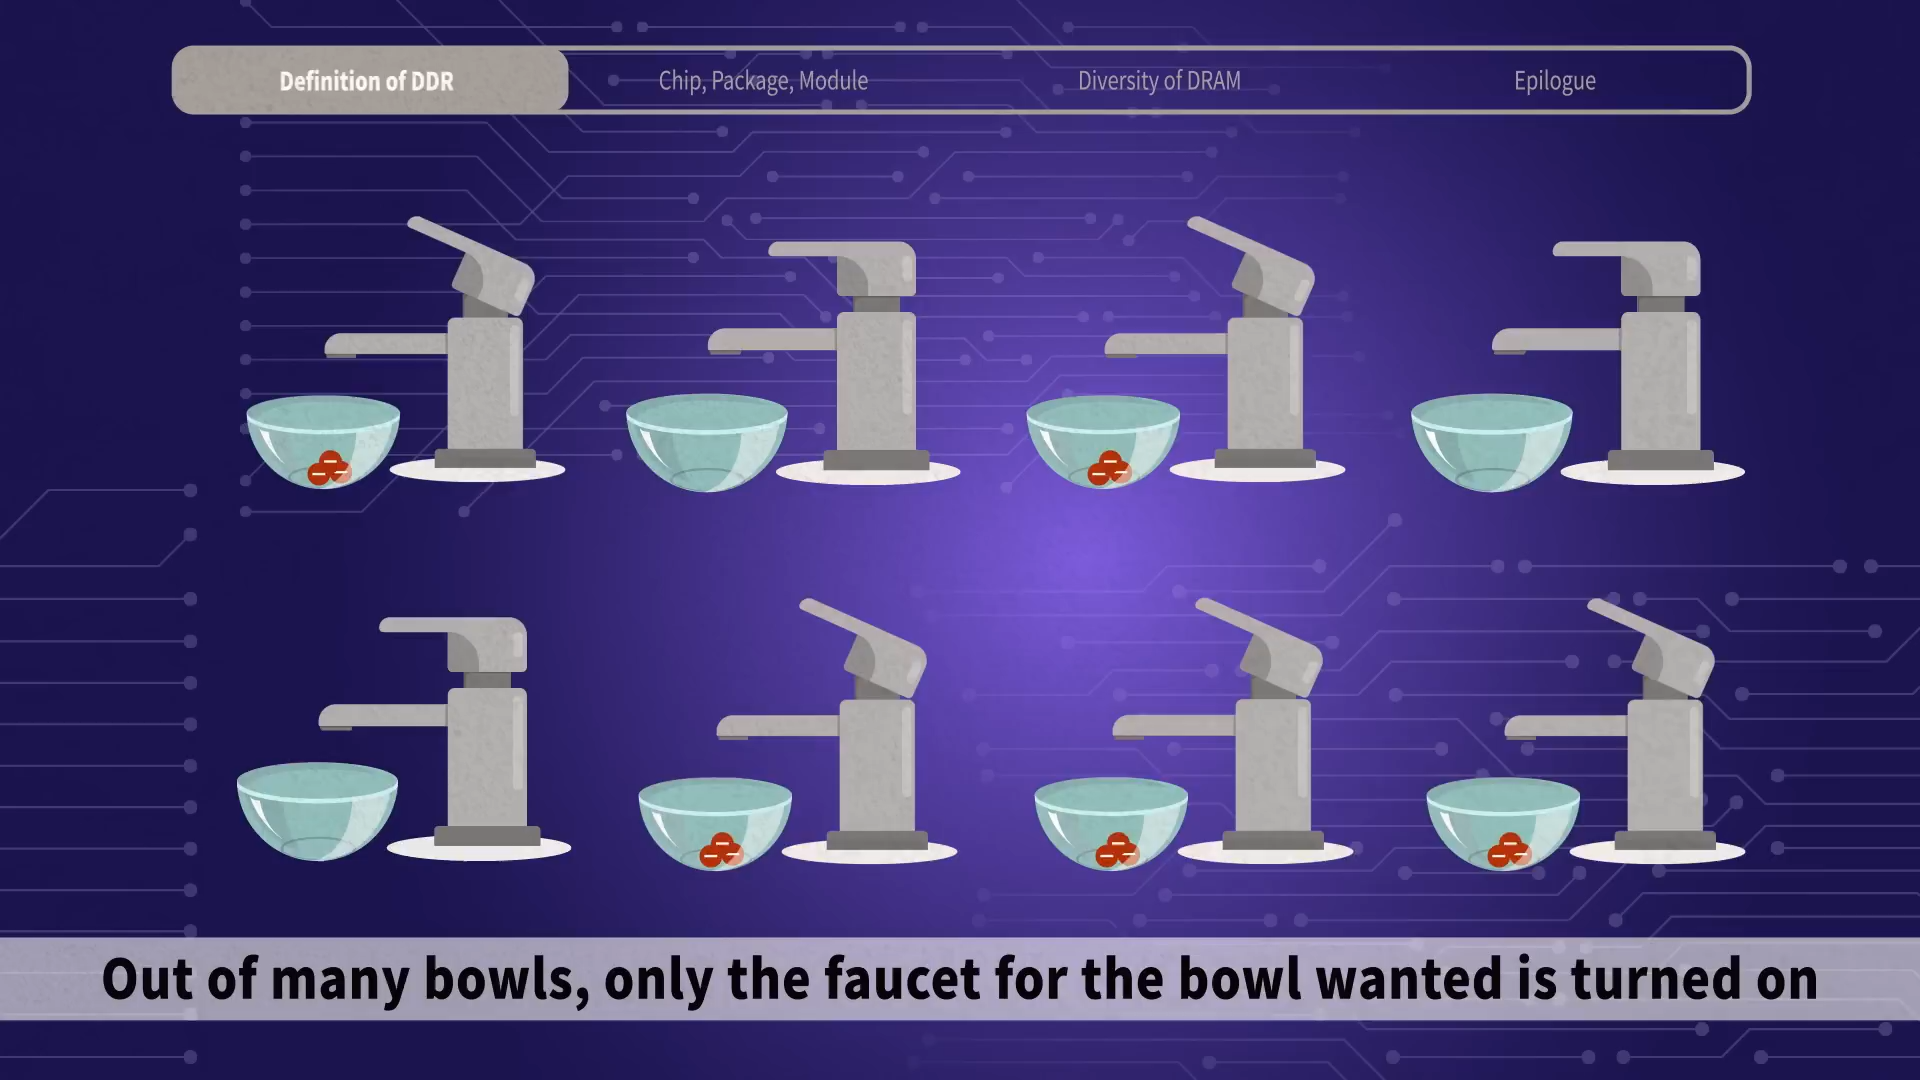 Definition of DDR
Chip, Package, Module
Diversity of DRAM
Epilogue
Out of many bowls, only the faucet for the bowl wanted is turned on